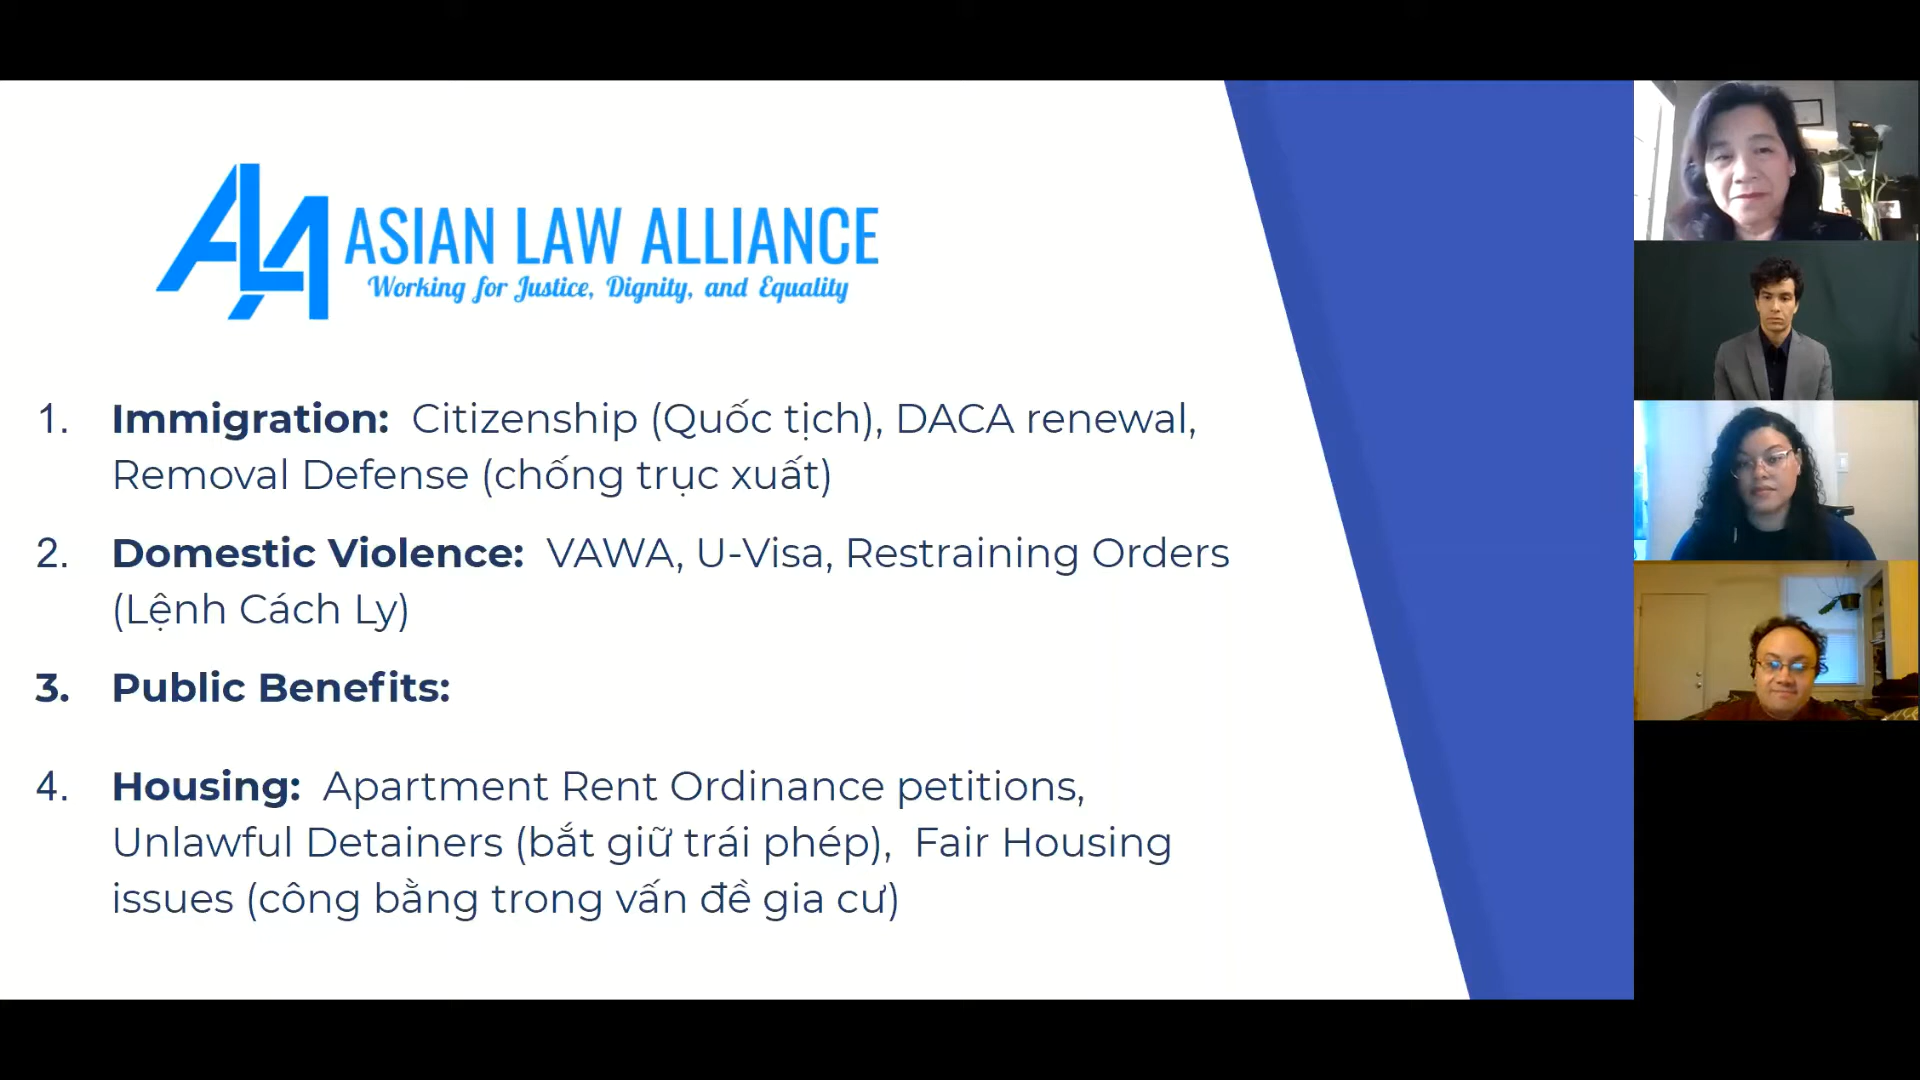 ALA ASIAN LAW ALLIANCE
Working for Justice, Dignity, and Equality
1. Immigration: Citizenship (Quốc tịch), DACA renewal,
Removal Defense (chống trục xuất)
2. Domestic Violence: VAWA, U-Visa, Restraining Orders
(Lệnh Cách Ly)
3. Public Benefits:
4. Housing: Apartment Rent Ordinance petitions,
Unlawful Detainers (bắt giữ trái phép), Fair Housing
issues (công bằng trong vấn đề gia cư)